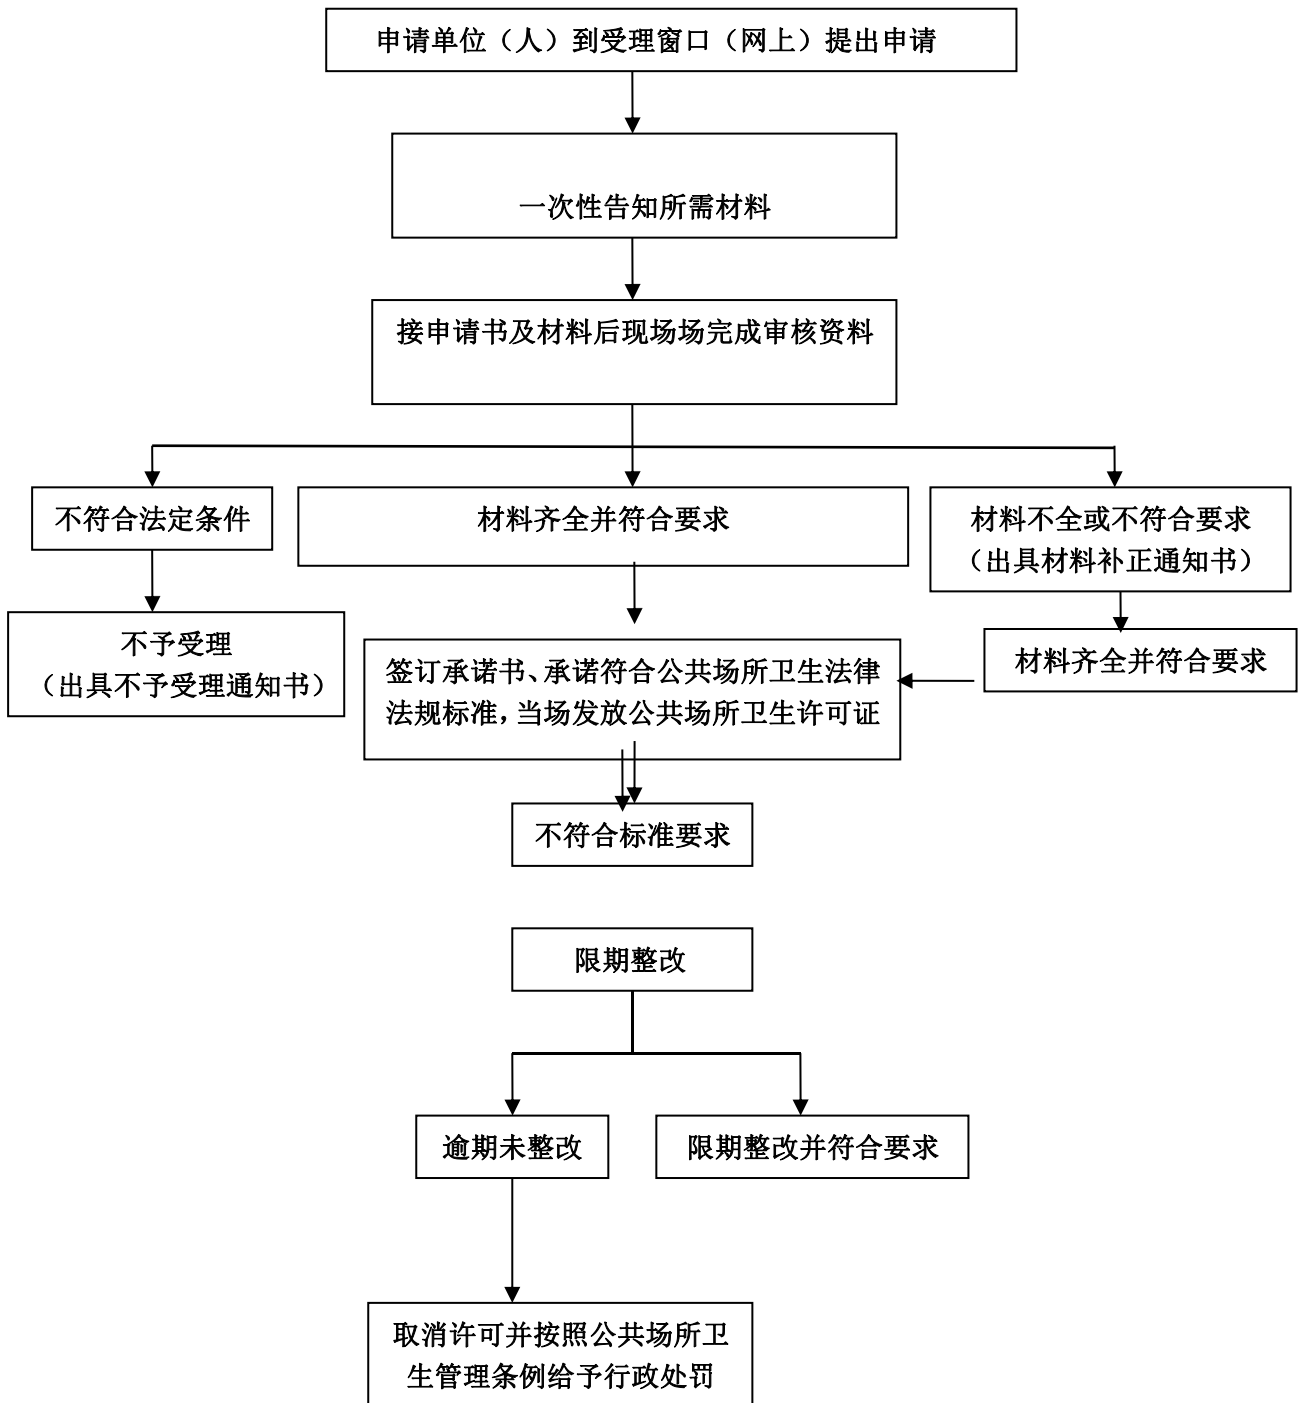 申请单位（人）到受理窗口（网上）提出申请
一次性告知所需材料
接申请书及材料后现场场完成审核资料
不符合法定条件
材料齐全并符合要求
材料不全或不符合要求
（出具材料补正通知书）
不予受理
（出具不予受理通知书）
材料齐全并符合要求
签订承诺书、承诺符合公共场所卫生法律
法规标准，当场发放公共场所卫生许可证
不符合标准要求
限期整改
逾期未整改
限期整改并符合要求
取消许可并按照公共场所卫
生管理条例给予行政处罚